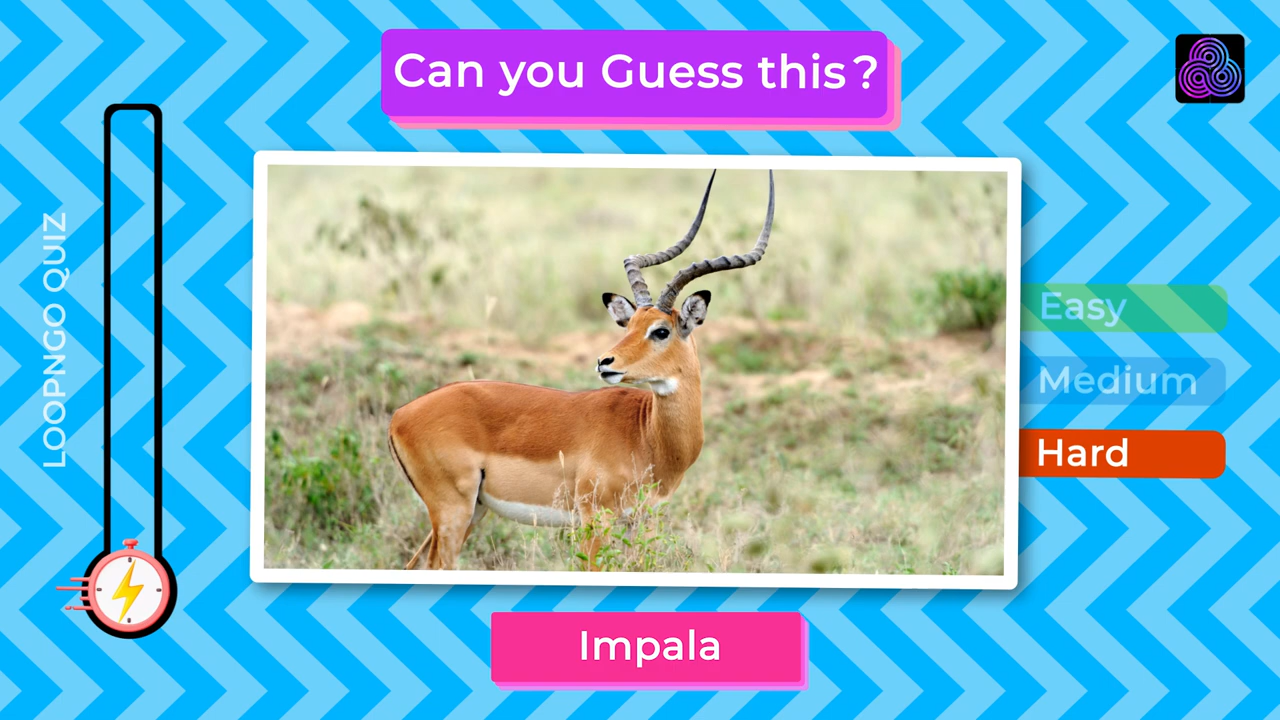 Can you Guess this?
LOOPNGO QUIZ
Easy
Medium
Hard
Impala